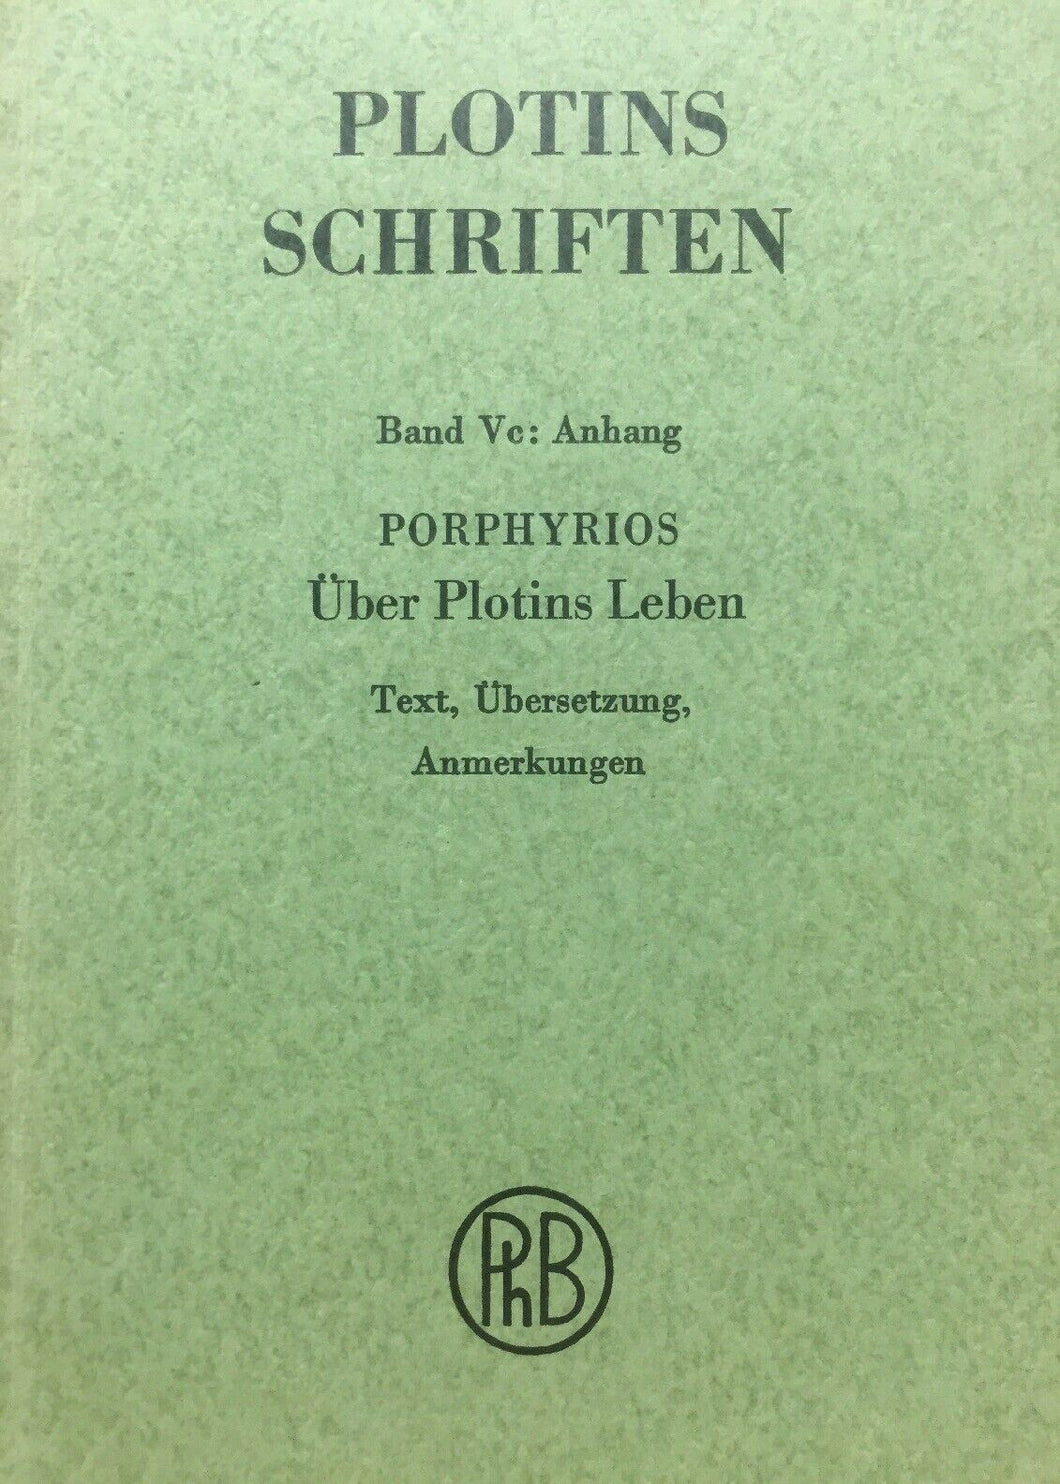 PLOTINS
SCHRIFTEN
Band Vc: Anhang
PORPHYRIOS
Über Plotins Leben
Text, Übersetzung,
Anmerkungen
PhB